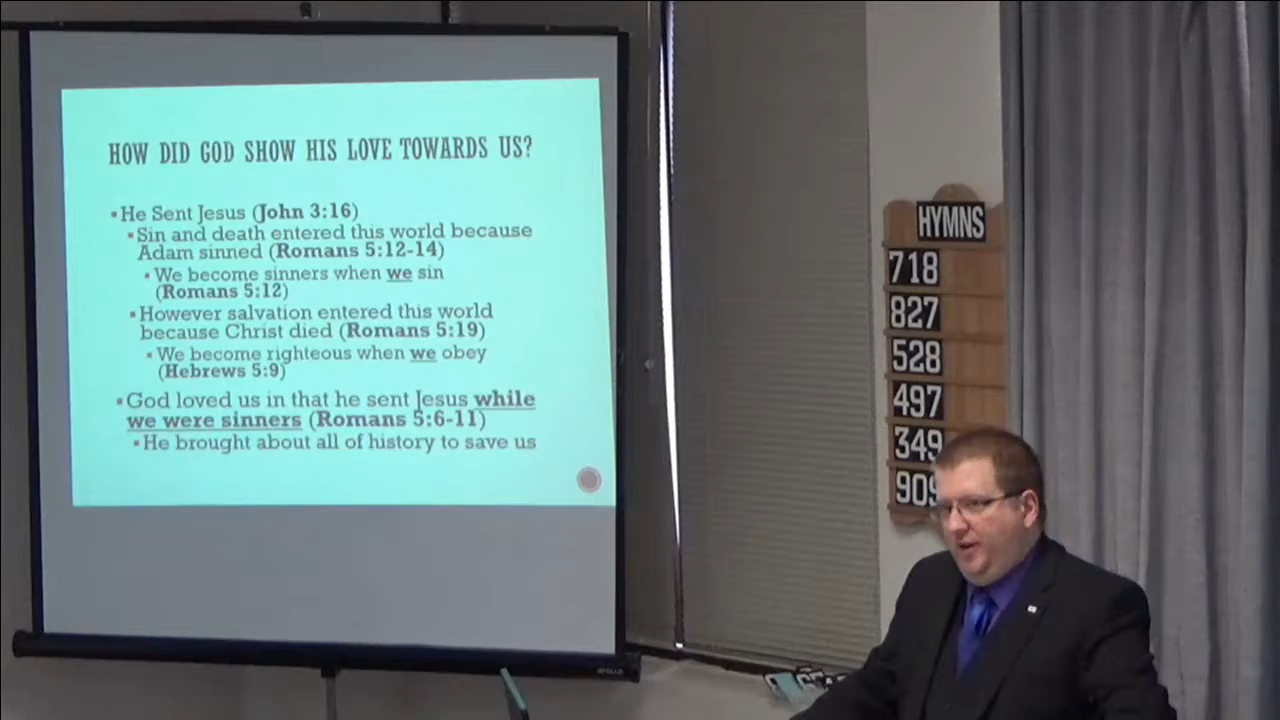 HOW DID GOD SHOW HIS LOVE TOWARDS US?
▪He Sent Jesus (John 3:16)
▪Sin and death entered this world because
Adam sinned (Romans 5:12-14)
▪We become sinners when we sin
(Romans 5:12)
▪However salvation entered this world
because Christ died (Romans 5:19)
▪We become righteous when we obey
(Hebrews 5:9)
▪God loved us in that he sent Jesus while
we were sinners (Romans 5:6-11)
▪He brought about all of history to save us
HYMNS
718
827
528
497
349
909
APOLLO